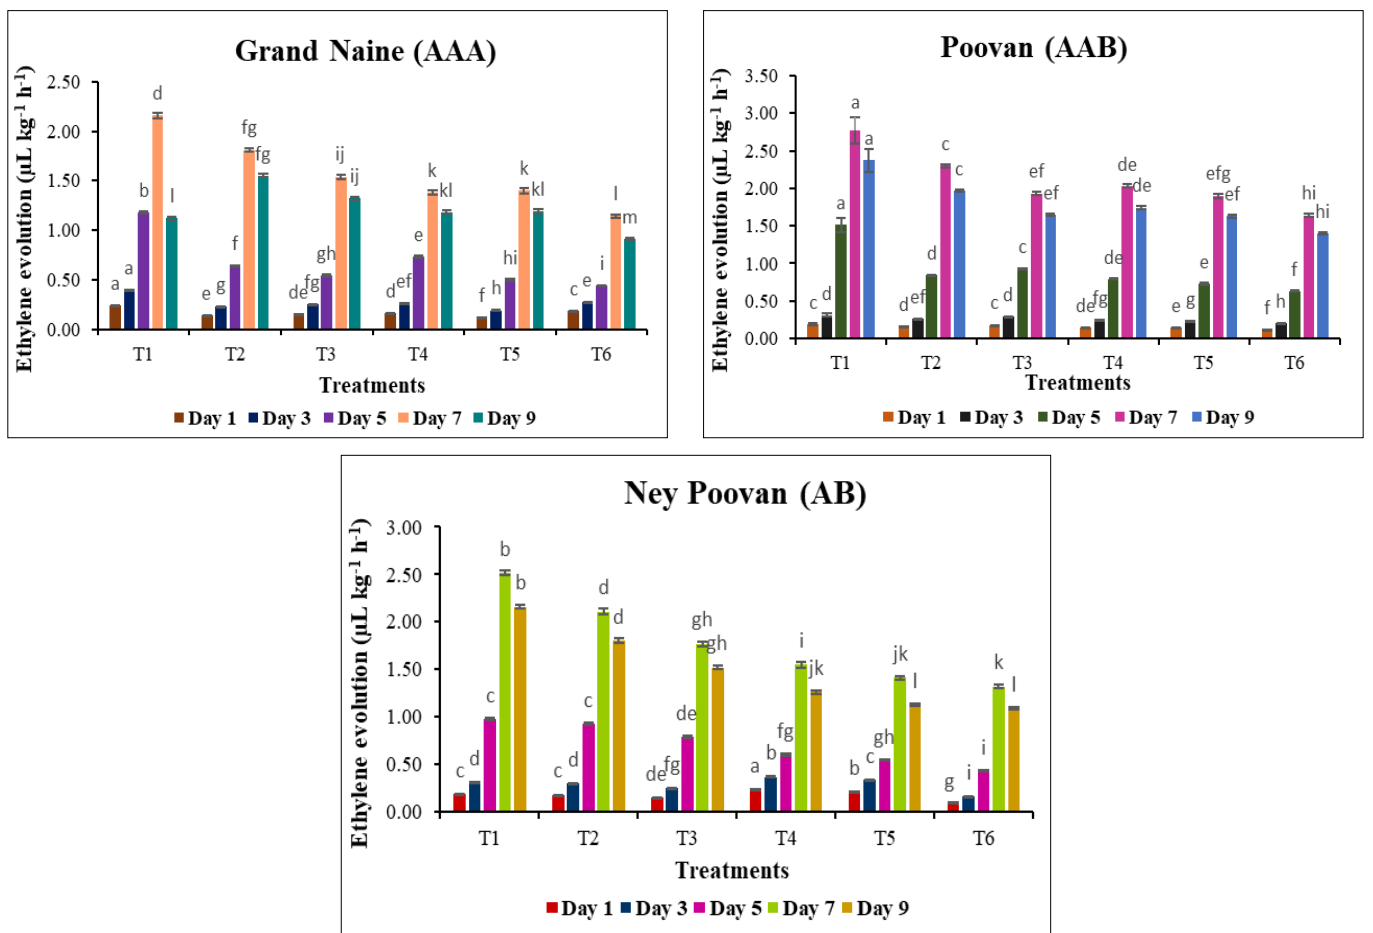 Grand Naine (AAA)
Ethylene evolution (µL kg⁻¹ h⁻¹)
2.50
2.00
1.50
1.00
0.50
0.00
a a b d l
e g f fg fg
de fg gh ij ij
d ef e k kl
f h hi k kl
c e i l m
T1 T2 T3 T4 T5 T6
Treatments
Day 1 Day 3 Day 5 Day 7 Day 9
Poovan (AAB)
Ethylene evolution (µL kg⁻¹ h⁻¹)
3.50
3.00
2.50
2.00
1.50
1.00
0.50
0.00
c d a a a
d ef d c c
c d c ef ef
de fg de de de
e g e efg ef
f h f hi hi
T1 T2 T3 T4 T5 T6
Treatments
Day 1 Day 3 Day 5 Day 7 Day 9
Ney Poovan (AB)
Ethylene evolution (µL kg⁻¹ h⁻¹)
3.00
2.50
2.00
1.50
1.00
0.50
0.00
c d c b b
c d c d d
de fg de gh gh
a b fg i jk
b c gh jk l
g i i k l
T1 T2 T3 T4 T5 T6
Treatments
Day 1 Day 3 Day 5 Day 7 Day 9